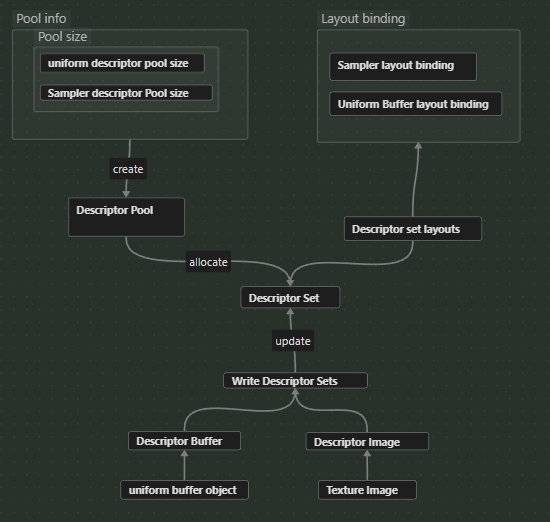 Pool info
Pool size
uniform descriptor pool size
Sampler descriptor Pool size
Layout binding
Sampler layout binding
Uniform Buffer layout binding
create
Descriptor Pool
Descriptor set layouts
allocate
Descriptor Set
update
Write Descriptor Sets
Descriptor Buffer
Descriptor Image
uniform buffer object
Texture Image